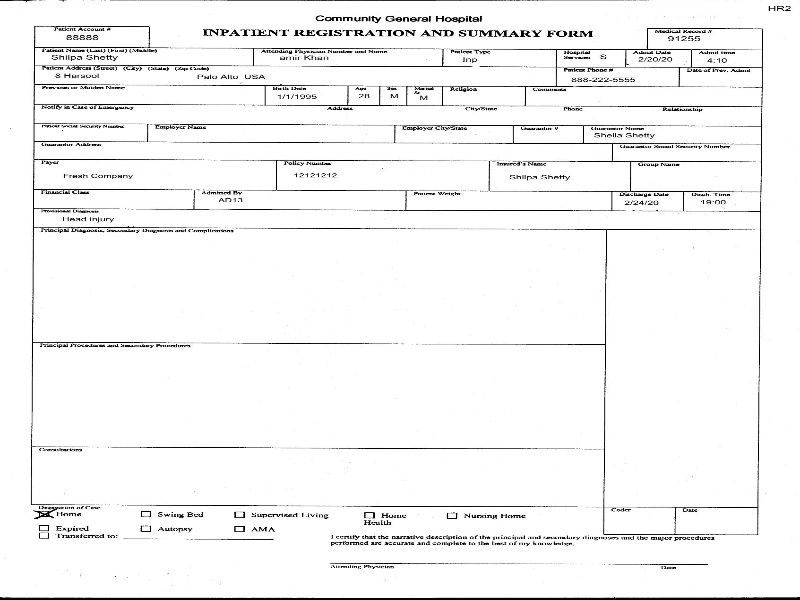 HR2
Community General Hospital
INPATIENT REGISTRATION AND SUMMARY FORM
Patient Account # 88888
Medical Record # 91255
Patient Name (Last) (First) (Middle) Shilpa Shetty
Attending Physician Number and Name amir Khan
Patient Type Inp
Hospital Service S
Admit Date 2/20/20
Admit time 4:10
Patient Address (Street) (City) (State) (Zip Code)
8 Harsool Palo Alto USA
Patient Phone # 888-222-5555
Date of Prev. Admit
Previous or Maiden Name
Birth Date 1/1/1995
Age 28
Sex M
Marital St M
Religion
Comments
Notify in Case of Emergency Address City/State Phone Relationship
Patient Social Security Number
Employer Name
Employer City/State
Guarantor #
Guarantor Name Sheila Shetty
Guarantor Address
Guarantor Social Security Number
Payer Fresh Company
Policy Number 12121212
Insured's Name Shilpa Shetty
Group Name
Financial Class
Admitted By AD13
Patient Weight
Discharge Date 2/24/20
Disch. Time 19:00
Provisional Diagnosis
Head Injury
Principal Diagnosis, Secondary Diagnosis and Complications
Principal Procedures and Secondary Procedures
Consultations
of Case
Home Swing Bed Supervised Living Home Health Nursing Home
Expired Autopsy AMA
Transferred to:
Coder Date
I certify that the narrative description of the principal and secondary diagnoses and the major procedures
performed are accurate and complete to the best of my knowledge.
Attending Physician Date